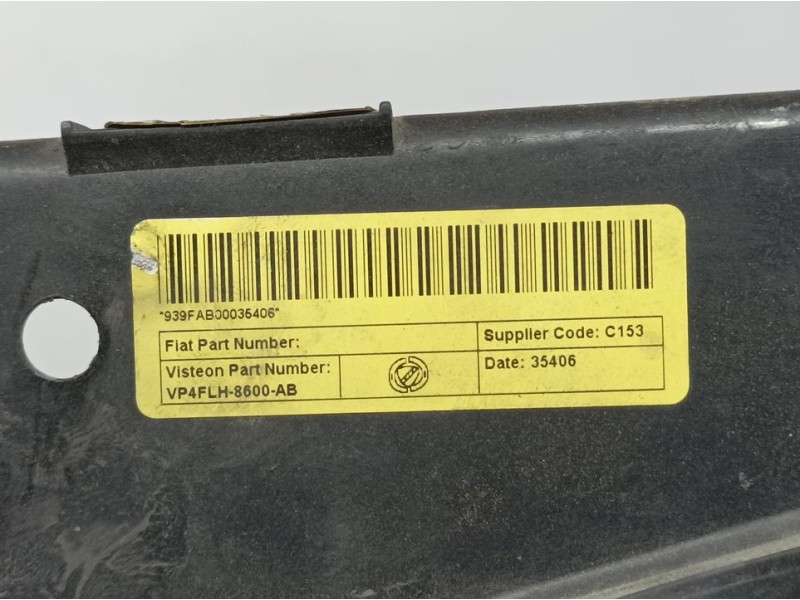 *939FAB00035406*
Fiat Part Number:
Supplier Code: C153
Visteon Part Number:
VP4FLH-8600-AB
Date: 35406